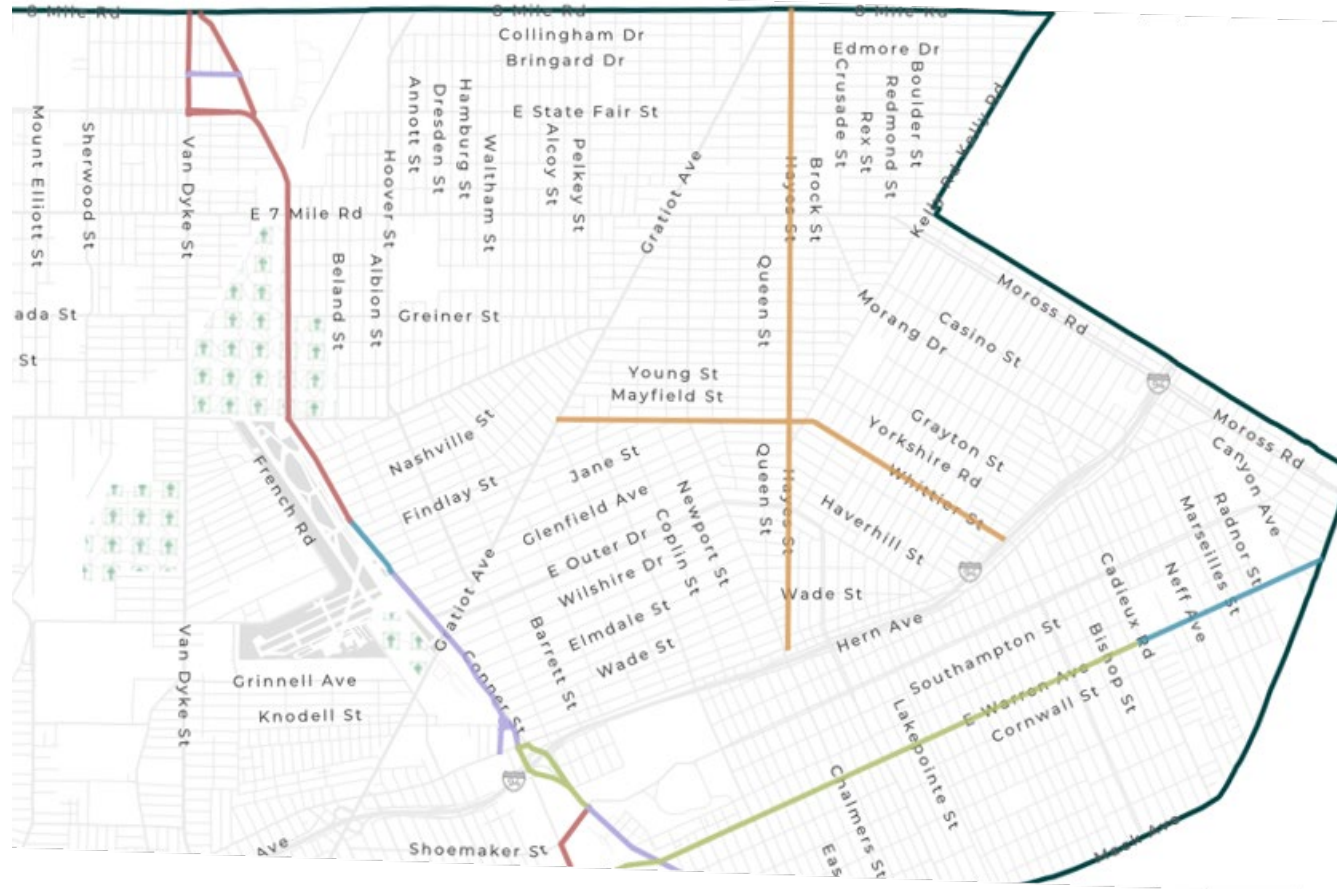 8 Mile Rd
8 Mile Rd
8 Mile Rd
Collingham Dr
Bringard Dr
Edmore Dr
E State Fair St
Mount Elliott St
Sherwood St
Van Dyke St
Hoover St
Annott St
Dresden St
Hamburg St
Waltham St
Alcoy St
Pelkey St
Gratiot Ave
Hayes St
Brock St
Crusade St
Rex St
Redmond St
Boulder St
Kelly Rd
Kelly Rd
E 7 Mile Rd
Beland St
Albion St
Queen St
Moross Rd
ada St
Greiner St
Morang Dr
Casino St
St
Young St
Mayfield St
94
Nashville St
Findlay St
Jane St
Glenfield Ave
E Outer Dr
Wilshire Dr
Elmdale St
Wade St
Newport St
Coplin St
Barrett St
Queen St
Hayes St
Grayton St
Yorkshire Rd
Whittier St
Haverhill St
Moross Rd
Canyon Ave
Radnor St
Marseilles St
Neff Ave
Cadieux Rd
Bishop St
French Rd
Gratiot Ave
94
Wade St
Hern Ave
Southampton St
E Warren Ave
Cornwall St
Lakepointe St
Van Dyke St
Grinnell Ave
Knodell St
Conner St
94
Chalmers St
Eas
Ave
Shoemaker St
Mack Ave